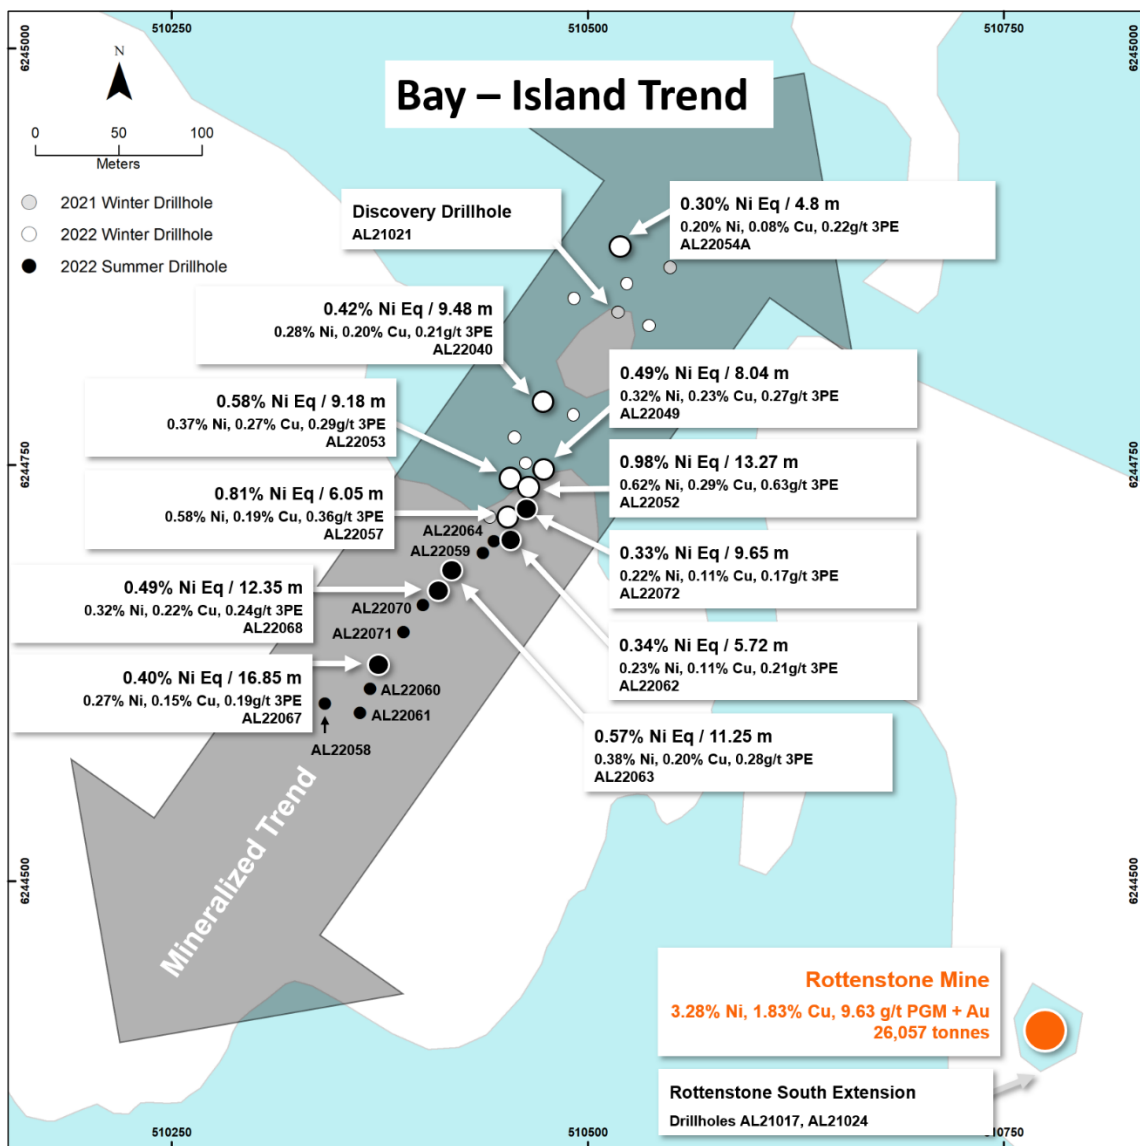 510250
510500
510750
6245000
6245000
N
Bay – Island Trend
0 50 100
Meters
2021 Winter Drillhole
2022 Winter Drillhole
2022 Summer Drillhole
Discovery Drillhole
AL21021
0.30% Ni Eq / 4.8 m
0.20% Ni, 0.08% Cu, 0.22g/t 3PE
AL22054A
0.42% Ni Eq / 9.48 m
0.28% Ni, 0.20% Cu, 0.21g/t 3PE
AL22040
0.49% Ni Eq / 8.04 m
0.32% Ni, 0.23% Cu, 0.27g/t 3PE
AL22049
0.58% Ni Eq / 9.18 m
0.37% Ni, 0.27% Cu, 0.29g/t 3PE
AL22053
6244750
6244750
0.98% Ni Eq / 13.27 m
0.62% Ni, 0.29% Cu, 0.63g/t 3PE
AL22052
0.81% Ni Eq / 6.05 m
0.58% Ni, 0.19% Cu, 0.36g/t 3PE
AL22057
AL22064
AL22059
0.33% Ni Eq / 9.65 m
0.22% Ni, 0.11% Cu, 0.17g/t 3PE
AL22072
0.49% Ni Eq / 12.35 m
0.32% Ni, 0.22% Cu, 0.24g/t 3PE
AL22068
AL22070
AL22071
0.34% Ni Eq / 5.72 m
0.23% Ni, 0.11% Cu, 0.21g/t 3PE
AL22062
0.40% Ni Eq / 16.85 m
0.27% Ni, 0.15% Cu, 0.19g/t 3PE
AL22067
AL22060
AL22061
AL22058
0.57% Ni Eq / 11.25 m
0.38% Ni, 0.20% Cu, 0.28g/t 3PE
AL22063
Mineralized Trend
6244500
6244500
Rottenstone Mine
3.28% Ni, 1.83% Cu, 9.63 g/t PGM + Au
26,057 tonnes
Rottenstone South Extension
Drillholes AL21017, AL21024
510250
510500
510750